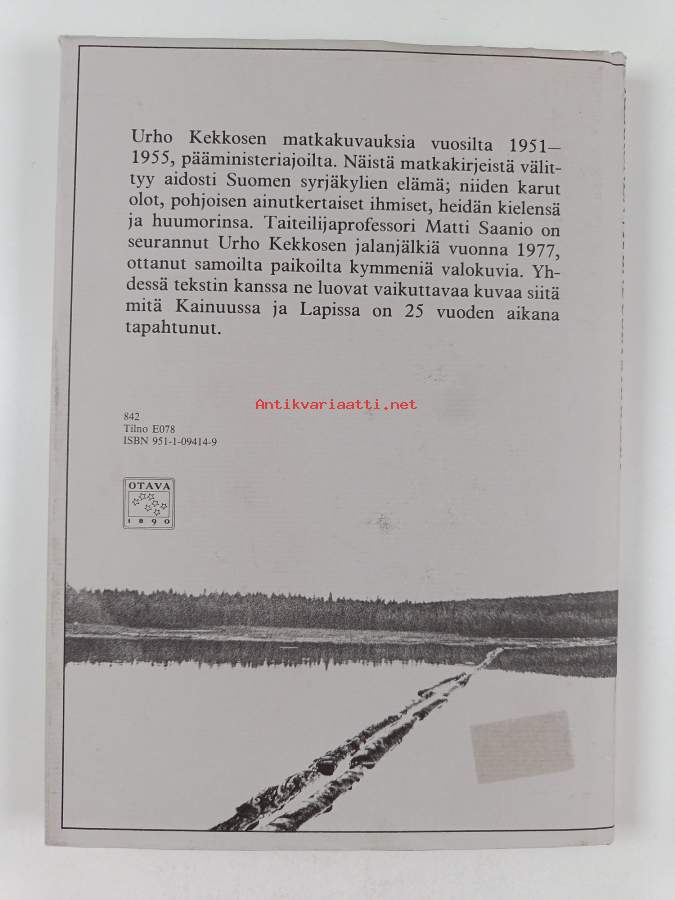 Urho Kekkosen matkakuvauksia vuosilta 1951–
1955, pääministeriajoilta. Näistä matkakirjeistä välit-
tyy aidosti Suomen syrjäkylien elämä; niiden karut
olot, pohjoisen ainutkertaiset ihmiset, heidän kielensä
ja huumorinsa. Taiteilijaprofessori Matti Saanio on
seurannut Urho Kekkosen jalanjälkiä vuonna 1977,
ottanut samoilta paikoilta kymmeniä valokuvia. Yh-
dessä tekstin kanssa ne luovat vaikuttavaa kuvaa siitä
mitä Kainuussa ja Lapissa on 25 vuoden aikana
tapahtunut.
Antikvariaatti.net
842
Tilno E078
ISBN 951-1-09414-9
OTAVA
1890